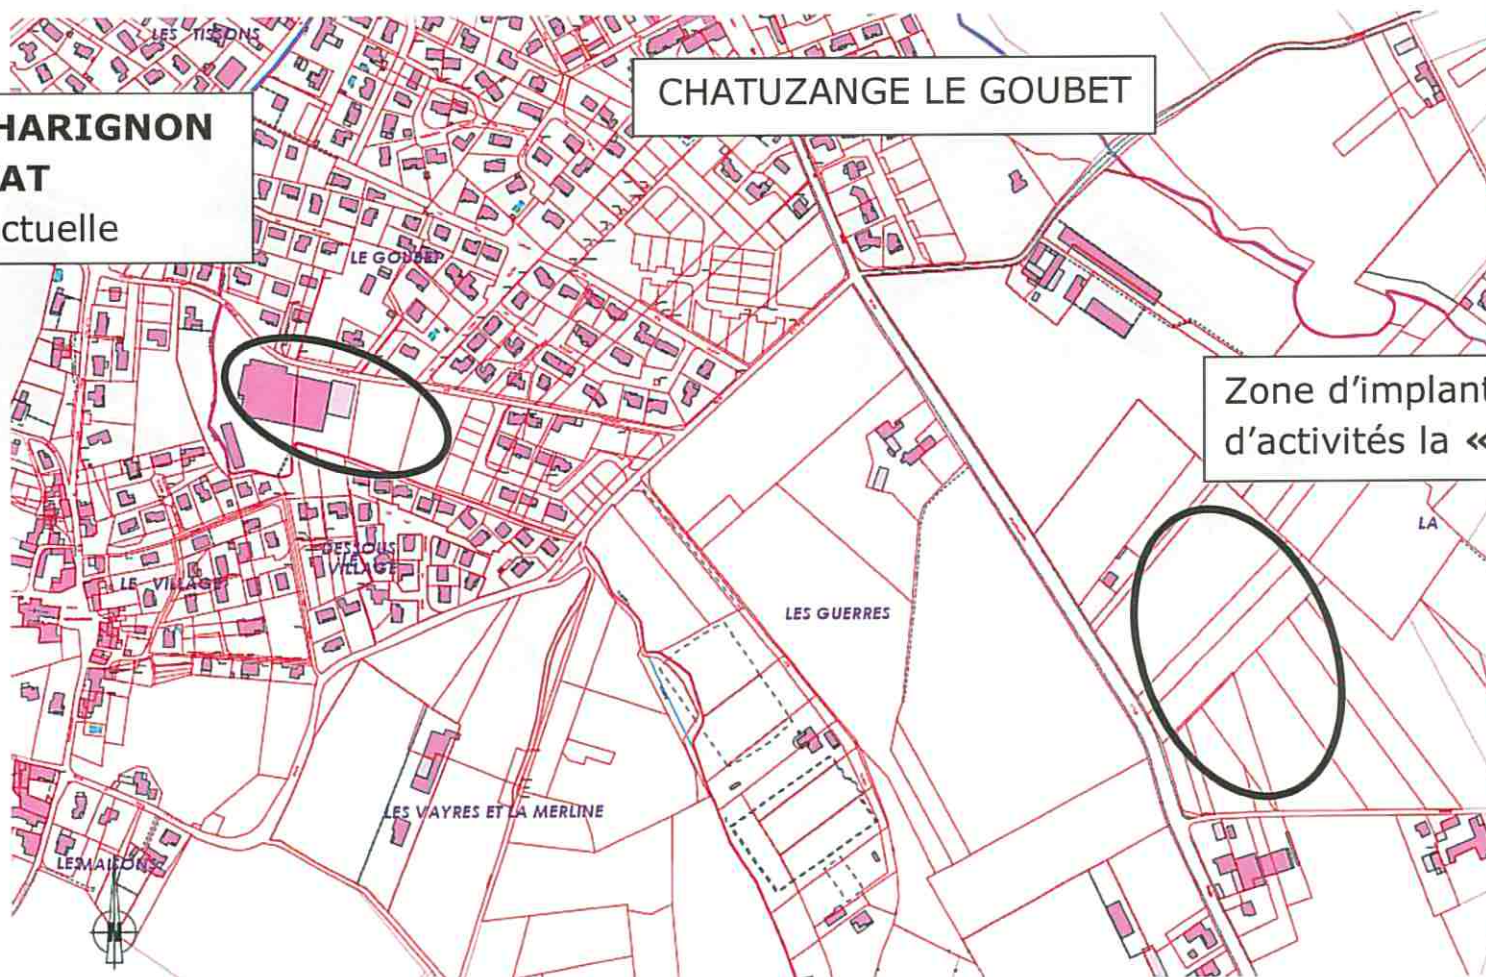 LES TISSONS
CHATUZANGE LE GOUBET
HARIGNON
AT
ctuelle
LE GOUBET
Zone d'implant
d'activités la «
LA
DESSOUS
VILLAGE
LE VILLAGE
LES GUERRES
LES VAYRES ET LA MERLINE
LES MAISONS
N